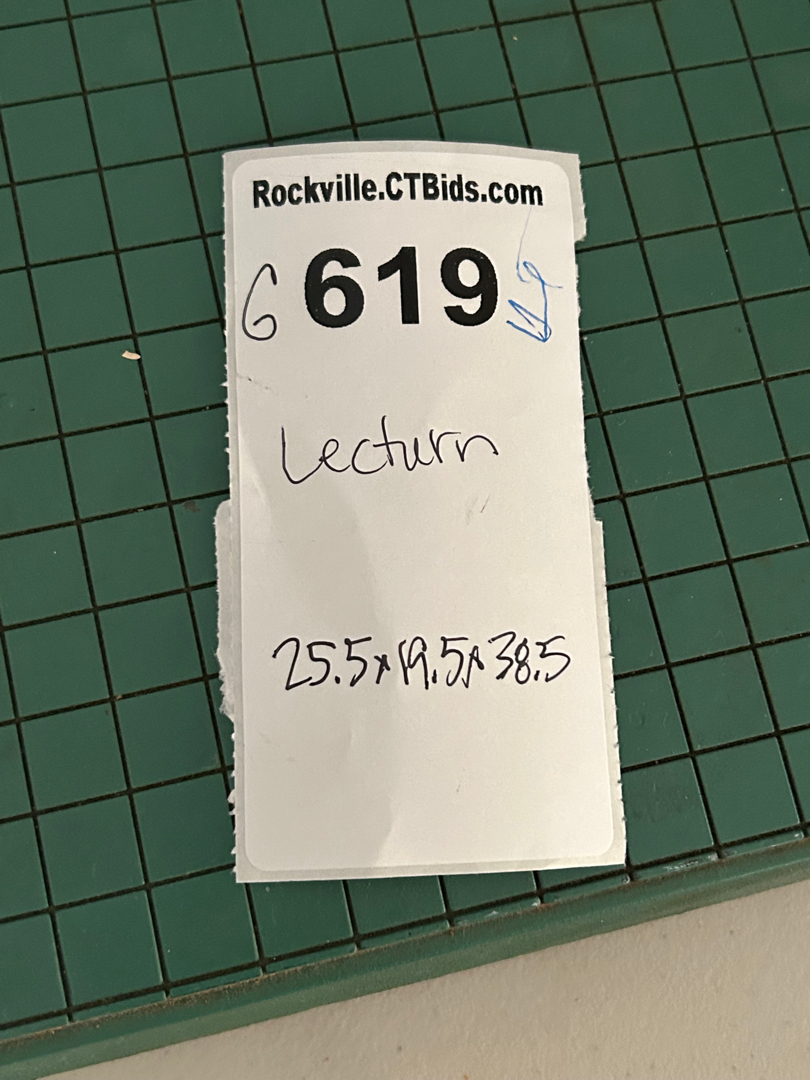 Rockville.CTBids.com
G 619
Lecturn
25.5x19.5x38.5